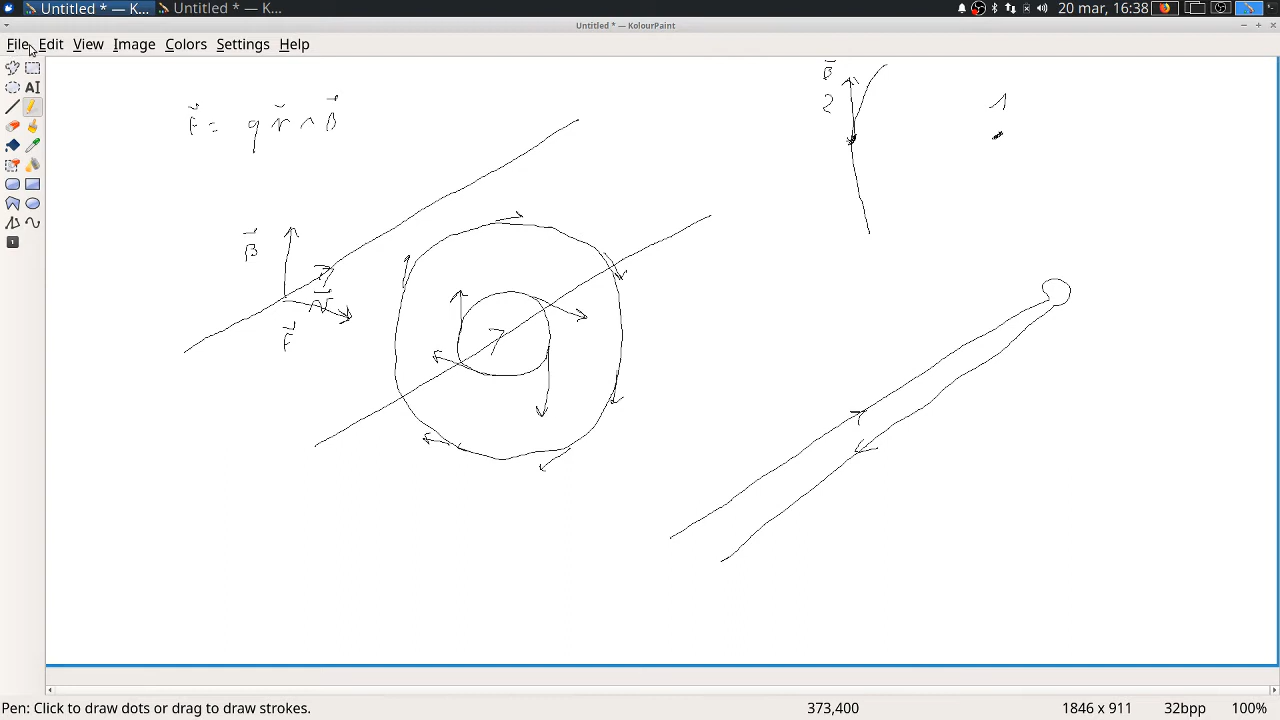 Untitled * — K... Untitled * — K... 20 mar, 16:38
Untitled * — KolourPaint
File Edit View Image Colors Settings Help
F = q v ∧ B
B
2
1
B
v
F
Pen: Click to draw dots or drag to draw strokes. 373,400 1846 x 911 32bpp 100%